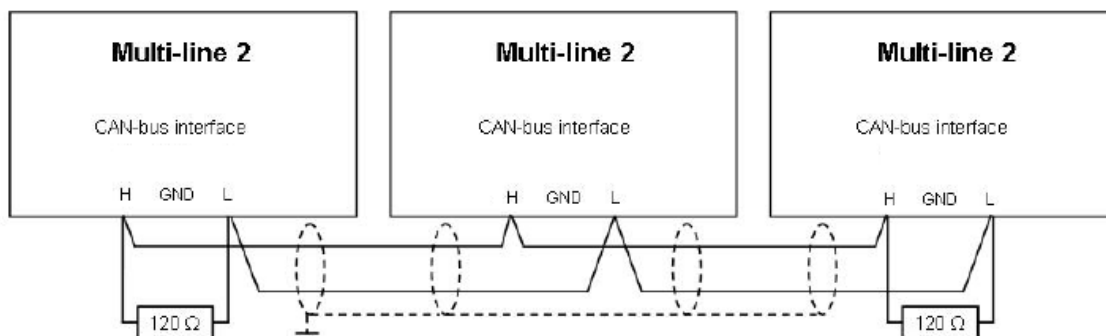 Multi-line 2
CAN-bus interface
H GND L
120 Ω
Multi-line 2
CAN-bus interface
H GND L
Multi-line 2
CAN-bus interface
H GND L
120 Ω